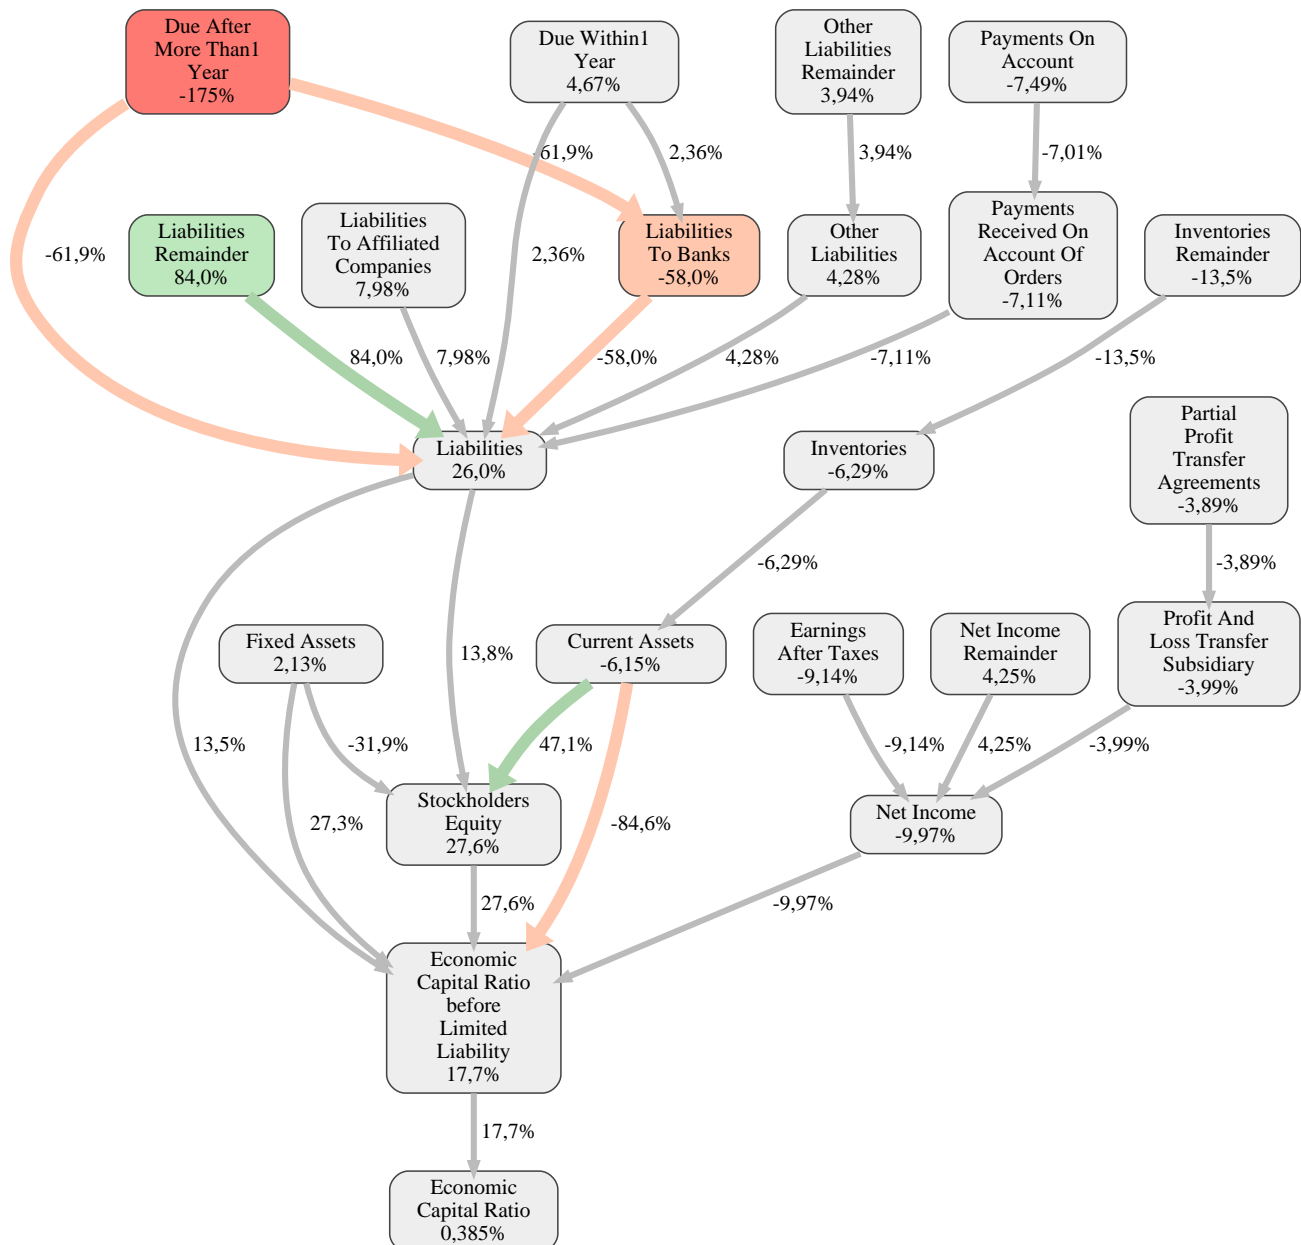 Due After
More Than1
Year
-175%
Due Within1
Year
4,67%
Other
Liabilities
Remainder
3,94%
Payments On
Account
-7,49%
-61,9%
2,36%
3,94%
-7,01%
Liabilities
Remainder
84,0%
Liabilities
To Affiliated
Companies
7,98%
Liabilities
To Banks
-58,0%
Other
Liabilities
4,28%
Payments
Received On
Account Of
Orders
-7,11%
Inventories
Remainder
-13,5%
-61,9%
2,36%
84,0%
7,98%
-58,0%
4,28%
-7,11%
-13,5%
Liabilities
26,0%
Inventories
-6,29%
Partial
Profit
Transfer
Agreements
-3,89%
-6,29%
-3,89%
Fixed Assets
2,13%
Current Assets
-6,15%
Earnings
After Taxes
-9,14%
Net Income
Remainder
4,25%
Profit And
Loss Transfer
Subsidiary
-3,99%
13,8%
13,5%
-31,9%
47,1%
-9,14%
4,25%
-3,99%
27,3%
Stockholders
Equity
27,6%
-84,6%
Net Income
-9,97%
27,6%
-9,97%
Economic
Capital Ratio
before
Limited
Liability
17,7%
17,7%
Economic
Capital Ratio
0,385%